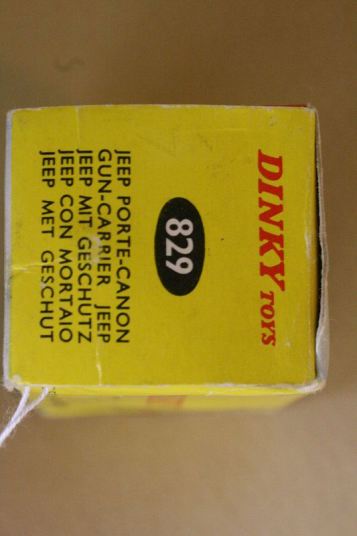 DINKY TOYS
829
JEEP PORTE-CANON
GUN-CARRIER JEEP
JEEP MIT GESCHUTZ
JEEP CON MORTAIO
JEEP MET GESCHUT